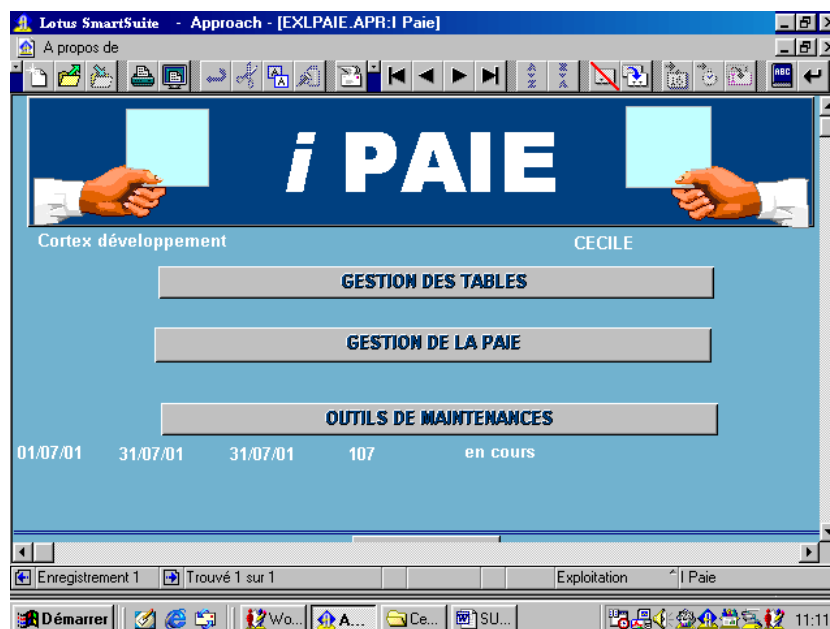 Lotus SmartSuite - Approach - [EXLPAIE.APR:I Paie]
A propos de
ABC
i PAIE
Cortex développement CECILE
GESTION DES TABLES
GESTION DE LA PAIE
OUTILS DE MAINTENANCES
01/07/01 31/07/01 31/07/01 107 en cours
Enregistrement 1 Trouvé 1 sur 1 Exploitation I Paie
Démarrer Wo... A... Ce... SU... 11:11